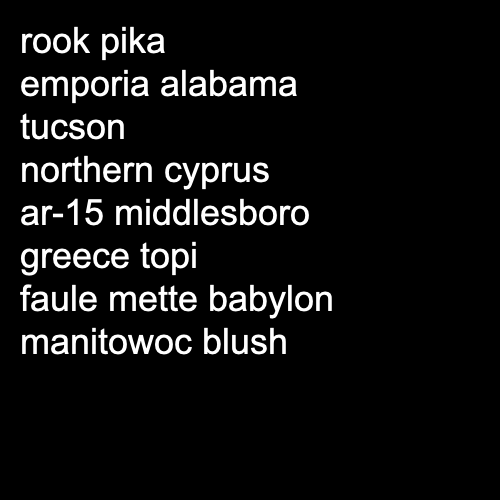 rook pika
emporia alabama
tucson
northern cyprus
ar-15 middlesboro
greece topi
faule mette babylon
manitowoc blush